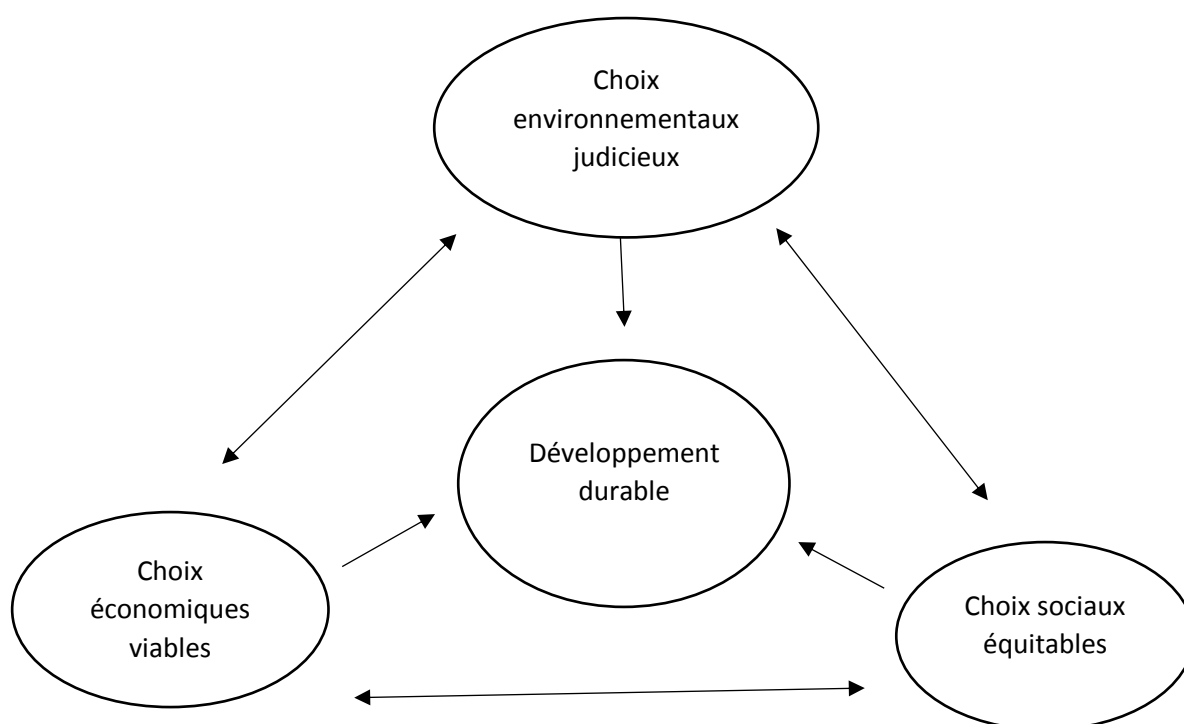 Choix
environnementaux
judicieux
Développement
durable
Choix
économiques
viables
Choix sociaux
équitables